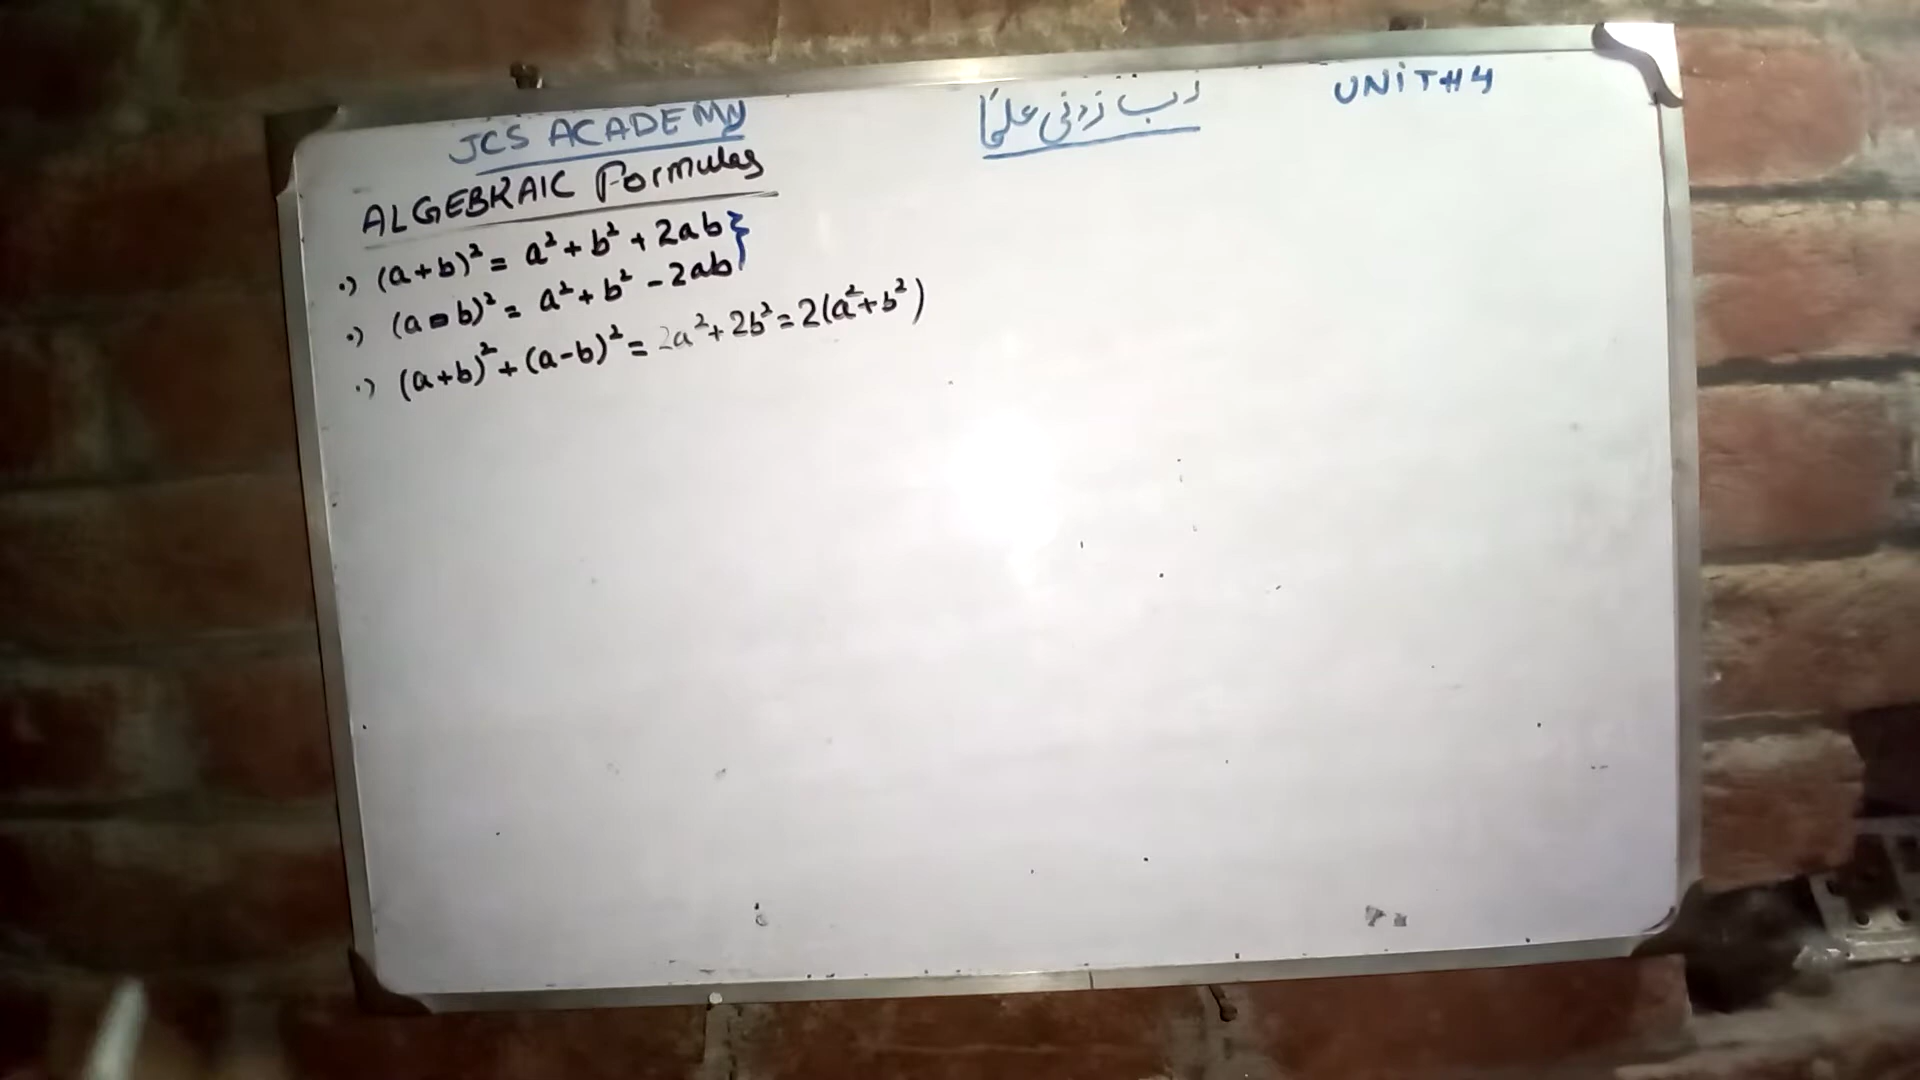 JCS ACADEMY
رب زدنی علمًا
UNIT#4
ALGEBRAIC Formulas
•) (a+b)² = a² + b² + 2ab }
•) (a-b)² = a² + b² - 2ab
•) (a+b)² + (a-b)² = 2a² + 2b² = 2(a²+b²)